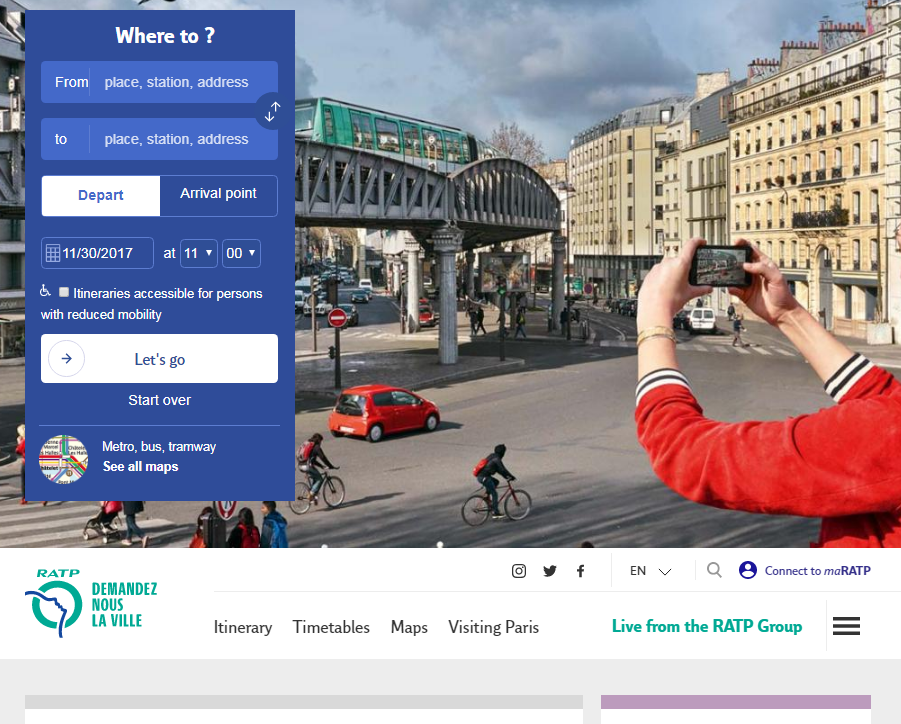 Where to ?
From place, station, address
to place, station, address
Depart Arrival point
11/30/2017 at 11 00
Itineraries accessible for persons
with reduced mobility
Let's go
Start over
Metro, bus, tramway
See all maps
EN Connect to maRATP
RATP
DEMANDEZ
NOUS
LA VILLE
Itinerary Timetables Maps Visiting Paris Live from the RATP Group